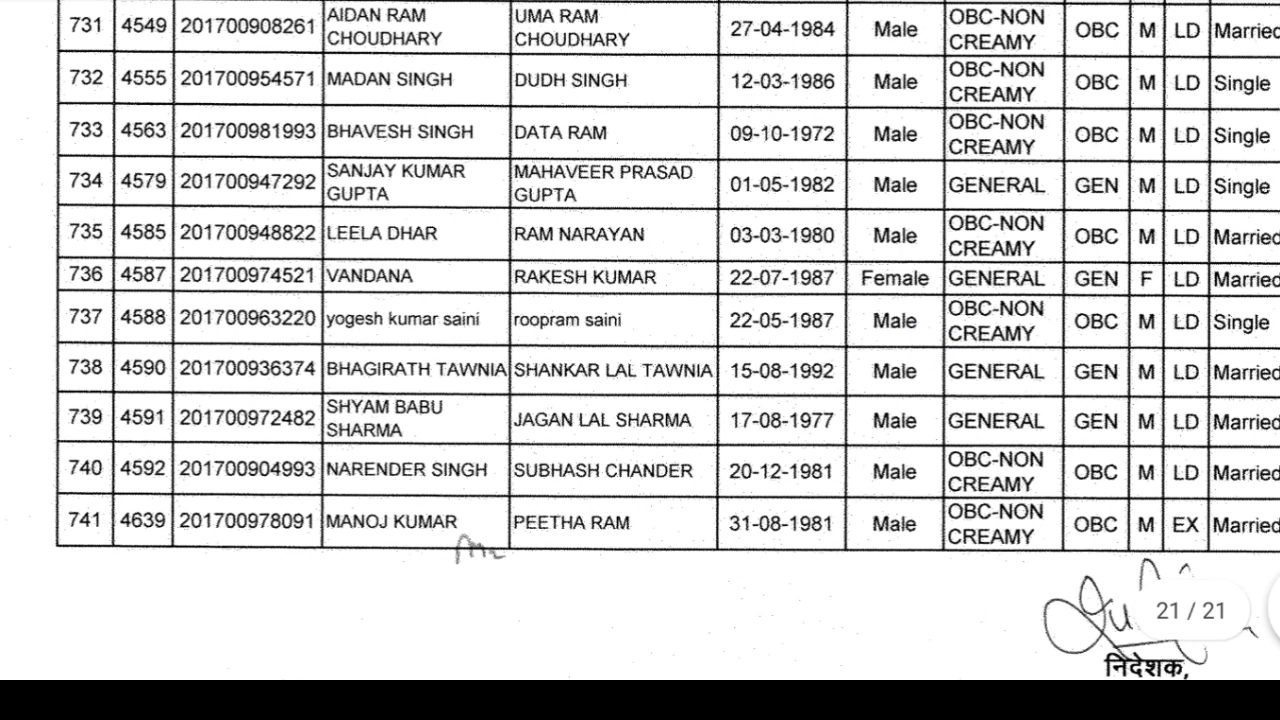 731 4549 201700908261 AIDAN RAM CHOUDHARY UMA RAM CHOUDHARY 27-04-1984 Male OBC-NON CREAMY OBC M LD Married
732 4555 201700954571 MADAN SINGH DUDH SINGH 12-03-1986 Male OBC-NON CREAMY OBC M LD Single
733 4563 201700981993 BHAVESH SINGH DATA RAM 09-10-1972 Male OBC-NON CREAMY OBC M LD Single
734 4579 201700947292 SANJAY KUMAR GUPTA MAHAVEER PRASAD GUPTA 01-05-1982 Male GENERAL GEN M LD Single
735 4585 201700948822 LEELA DHAR RAM NARAYAN 03-03-1980 Male OBC-NON CREAMY OBC M LD Married
736 4587 201700974521 VANDANA RAKESH KUMAR 22-07-1987 Female GENERAL GEN F LD Married
737 4588 201700963220 yogesh kumar saini roopram saini 22-05-1987 Male OBC-NON CREAMY OBC M LD Single
738 4590 201700936374 BHAGIRATH TAWNIA SHANKAR LAL TAWNIA 15-08-1992 Male GENERAL GEN M LD Married
739 4591 201700972482 SHYAM BABU SHARMA JAGAN LAL SHARMA 17-08-1977 Male GENERAL GEN M LD Married
740 4592 201700904993 NARENDER SINGH SUBHASH CHANDER 20-12-1981 Male OBC-NON CREAMY OBC M LD Married
741 4639 201700978091 MANOJ KUMAR PEETHA RAM 31-08-1981 Male OBC-NON CREAMY OBC M EX Married
21 / 21
निदेशक,